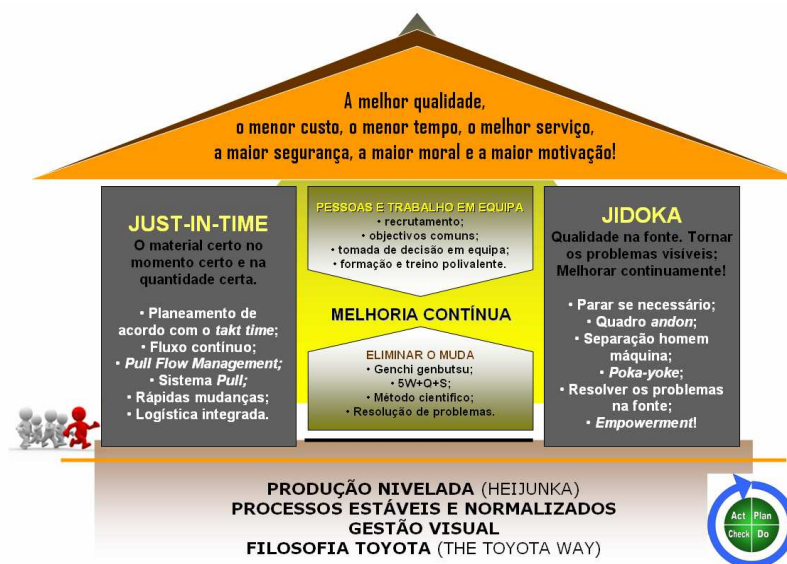 A melhor qualidade,
o menor custo, o menor tempo, o melhor serviço,
a maior segurança, a maior moral e a maior motivação!
JUST-IN-TIME
O material certo no
momento certo e na
quantidade certa.
• Planeamento de
acordo com o takt time;
• Fluxo contínuo;
• Pull Flow Management;
• Sistema Pull;
• Rápidas mudanças;
• Logística integrada.
PESSOAS E TRABALHO EM EQUIPA
• recrutamento;
• objectivos comuns;
• tomada de decisão em equipa;
• formação e treino polivalente.
MELHORIA CONTÍNUA
ELIMINAR O MUDA
• Genchi genbutsu;
• 5W+Q+S;
• Método científico;
• Resolução de problemas.
JIDOKA
Qualidade na fonte. Tornar
os problemas visíveis;
Melhorar continuamente!
• Parar se necessário;
• Quadro andon;
• Separação homem
máquina;
• Poka-yoke;
• Resolver os problemas
na fonte;
• Empowerment!
PRODUÇÃO NIVELADA (HEIJUNKA)
PROCESSOS ESTÁVEIS E NORMALIZADOS
GESTÃO VISUAL
FILOSOFIA TOYOTA (THE TOYOTA WAY)
Act Plan
Check Do